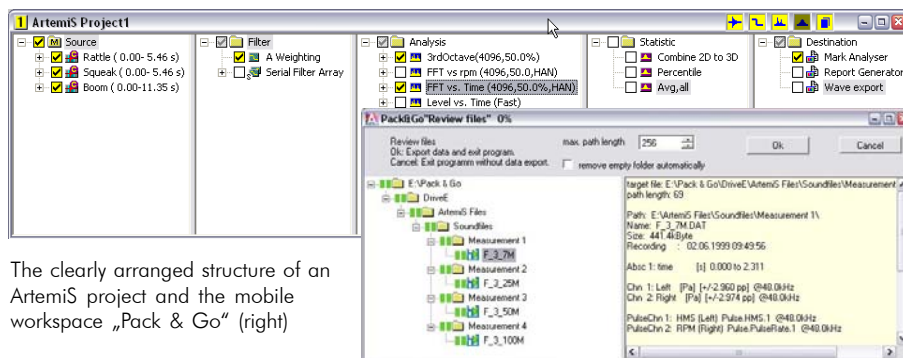 1 ArtemiS Project1
Source
Rattle ( 0.00- 5.46 s)
Squeak ( 0.00- 5.46 s)
Boom ( 0.00-11.35 s)
Filter
A Weighting
Serial Filter Array
Analysis
3rdOctave(4096,50.0%)
FFT vs rpm (4096,50.0,HAN)
FFT vs. Time (4096,50.0%,HAN)
Level vs. Time (Fast)
Statistic
Combine 2D to 3D
Percentile
Avg,all
Destination
Mark Analyser
Report Generator
Wave export
Pack&Go"Review files" 0%
Review files
Ok: Export data and exit program.
Cancel: Exit programm without data export.
max. path length 256
remove empty folder automatically
Ok
Cancel
E:\Pack & Go
DriveE
ArtemiS Files
Soundfiles
Measurement 1
F_3_7M
Measurement 2
F_3_25M
Measurement 3
F_3_50M
Measurement 4
F_3_100M
target file: E:\Pack & Go\DriveE\ArtemiS Files\Soundfiles\Measurement
path length: 69
Path: E:\ArtemiS Files\Soundfiles\Measurement 1\
Name: F_3_7M.DAT
Size: 441.4kByte
Recording : 02.06.1999 09:49:56
Absc 1: time [s] 0.000 to 2.311
Chn 1: Left [Pa] [+/-2.960 pp] @48.0kHz
Chn 2: Right [Pa] [+/-2.974 pp] @48.0kHz
PulseChn 1: HMS (Left) Pulse.HMS.1 @48.0kHz
PulseChn 2: RPM (Right) Pulse.PulseRate.1 @48.0kHz
The clearly arranged structure of an
ArtemiS project and the mobile
workspace „Pack & Go“ (right)